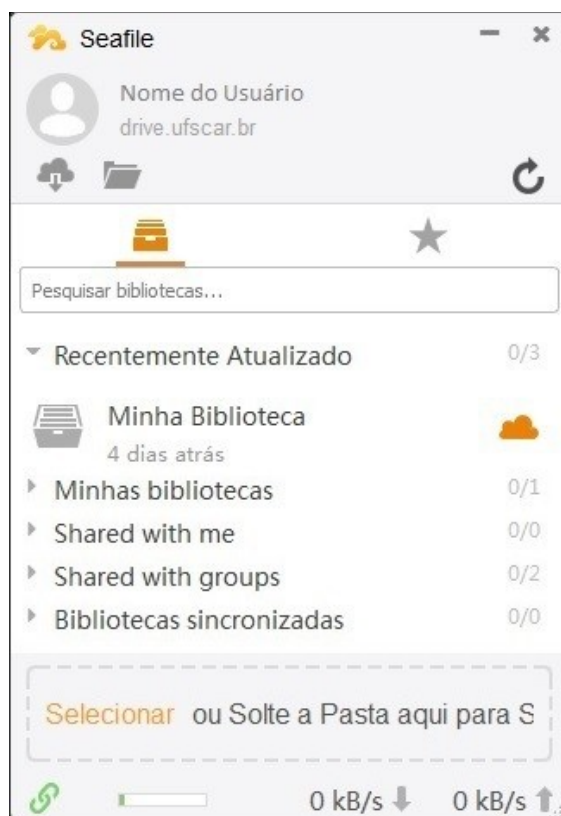 Seafile
Nome do Usuário
drive.ufscar.br
Pesquisar bibliotecas...
Recentemente Atualizado 0/3
Minha Biblioteca
4 dias atrás
Minhas bibliotecas 0/1
Shared with me 0/0
Shared with groups 0/2
Bibliotecas sincronizadas 0/0
Selecionar ou Solte a Pasta aqui para S
0 kB/s 0 kB/s